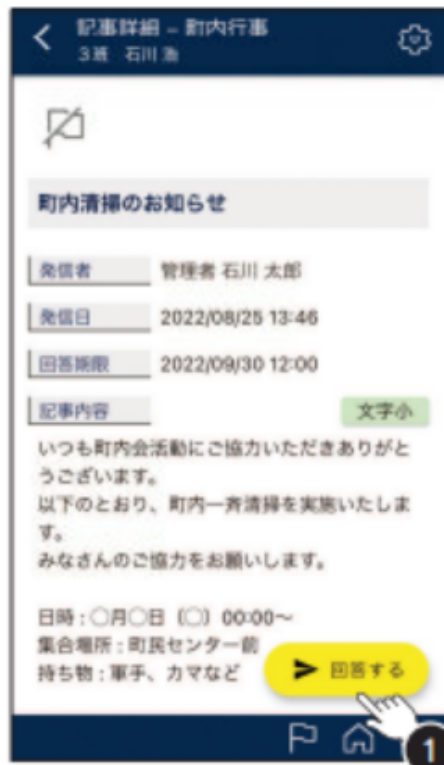 記事詳細 – 町内行事
3班 石川 浩
町内清掃のお知らせ
発信者 管理者 石川 太郎
発信日 2022/08/25 13:46
回答期限 2022/09/30 12:00
記事内容 文字小
いつも町内会活動にご協力いただきありがと
うございます。
以下のとおり、町内一斉清掃を実施いたしま
す。
みなさんのご協力をお願いします。
日時:〇月〇日(〇)00:00〜
集合場所:町民センター前
持ち物:軍手、カマなど
回答する
1